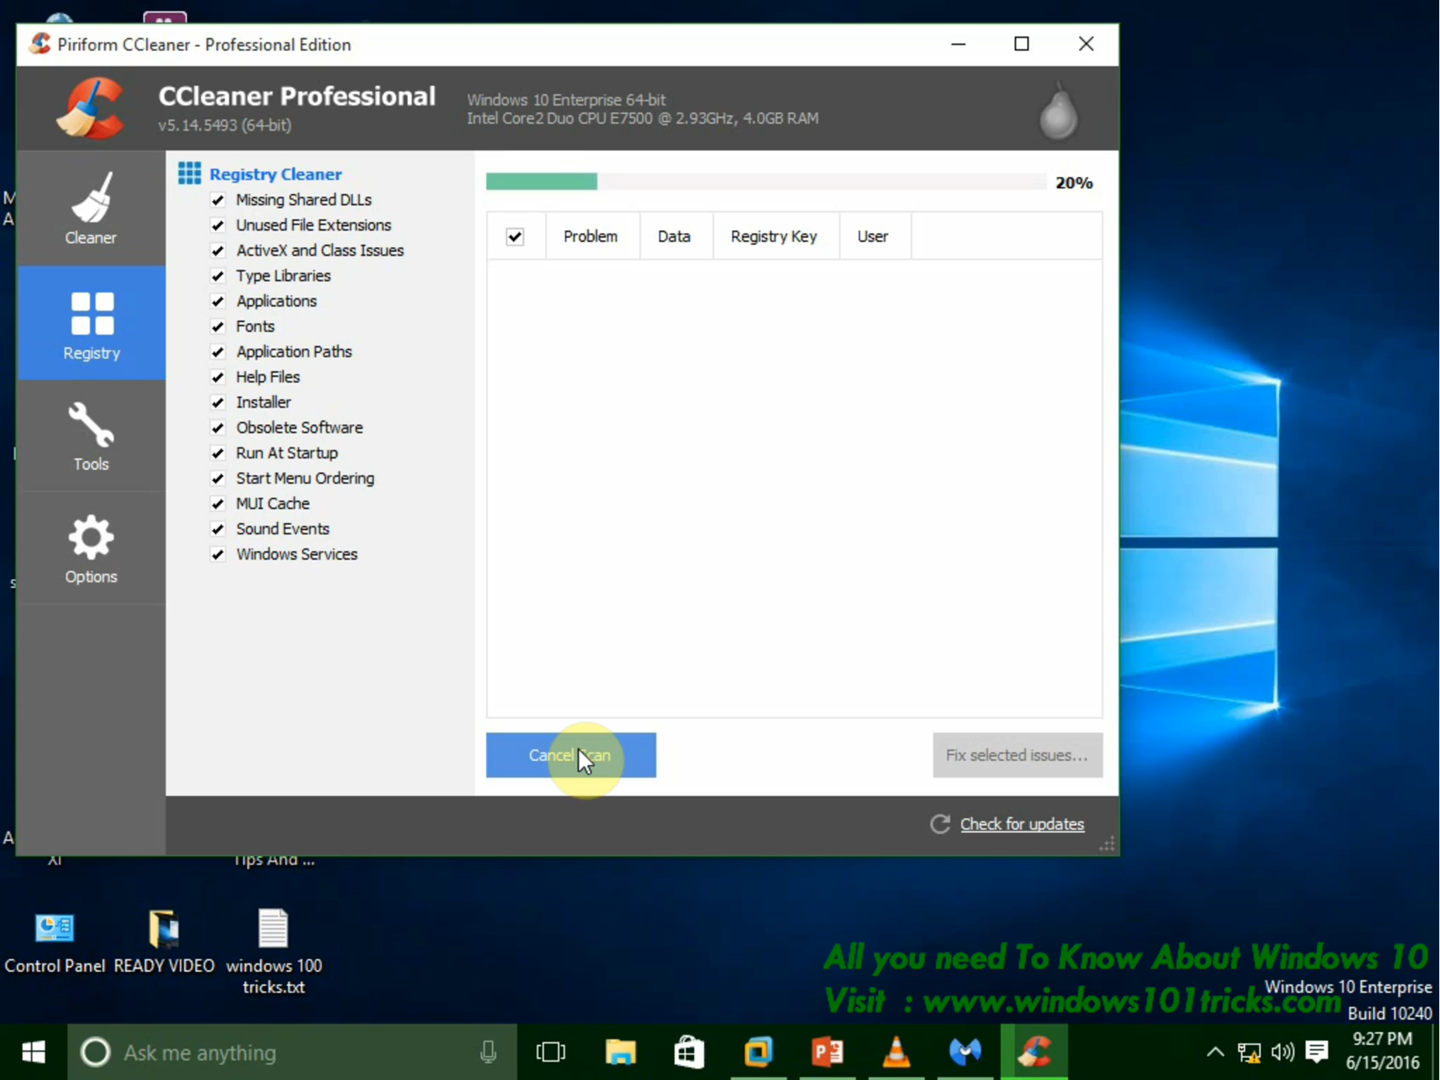 Piriform CCleaner - Professional Edition
CCleaner Professional
v5.14.5493 (64-bit)
Windows 10 Enterprise 64-bit
Intel Core2 Duo CPU E7500 @ 2.93GHz, 4.0GB RAM
Cleaner
Registry
Tools
Options
Registry Cleaner
Missing Shared DLLs
Unused File Extensions
ActiveX and Class Issues
Type Libraries
Applications
Fonts
Application Paths
Help Files
Installer
Obsolete Software
Run At Startup
Start Menu Ordering
MUI Cache
Sound Events
Windows Services
20%
Problem Data Registry Key User
Cancel Scan
Fix selected issues...
Check for updates
M
A
s
A
XI
Tips And ...
Control Panel
READY VIDEO
windows 100
tricks.txt
All you need To Know About Windows 10
Visit : www.windows101tricks.com
Windows 10 Enterprise
Build 10240
Ask me anything
9:27 PM
6/15/2016